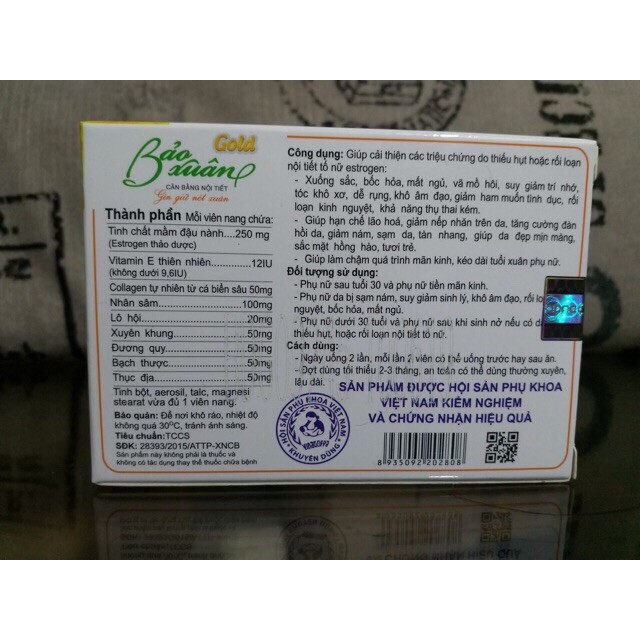 Gold
Bảo
xuân
CÂN BẰNG NỘI TIẾT
Gìn giữ nét xuân
Thành phần Mỗi viên nang chứa:
Tinh chất mầm đậu nành....250 mg
(Estrogen thảo dược)
Vitamin E thiên nhiên..............12IU
(không dưới 9,6IU)
Collagen tự nhiên từ cá biển sâu 50mg
Nhân sâm..............................100mg
Lô hội......................................20mg
Xuyên khung.........................50mg
Đương quy.............................50mg
Bạch thược............................50mg
Thục địa.................................50mg
Tinh bột, aerosil, talc, magnesi
stearat vừa đủ 1 viên nang.
Bảo quản: Để nơi khô ráo, nhiệt độ
không quá 30°C, tránh ánh sáng.
Tiêu chuẩn:TCCS
SĐK: 28393/2015/ATTP-XNCB
Sản phẩm này không phải là thuốc và
không có tác dụng thay thế thuốc chữa bệnh
Công dụng: Giúp cải thiện các triệu chứng do thiếu hụt hoặc rối loạn
nội tiết tố nữ estrogen:
- Xuống sắc, bốc hỏa, mất ngủ, vã mồ hôi, suy giảm trí nhớ,
tóc khô xơ, dễ rụng, khô âm đạo, giảm ham muốn tình dục, rối
loạn kinh nguyệt, khả năng thụ thai kém.
- Giúp hạn chế lão hoá, giảm nếp nhăn trên da, tăng cường đàn
hồi da, giảm nám, sạm da, tàn nhang, giúp da đẹp mịn màng,
sắc mặt hồng hào, tươi trẻ.
- Giúp làm chậm quá trình mãn kinh, kéo dài tuổi xuân phụ nữ.
Đối tượng sử dụng:
- Phụ nữ sau tuổi 30 và phụ nữ tiền mãn kinh.
- Phụ nữ da bị sạm nám, suy giảm sinh lý, khô âm đạo, rối loạ
nguyệt, bốc hỏa, mất ngủ.
- Phụ nữ dưới 30 tuổi và phụ nữ sau khi sinh nở nếu có dấ
thiếu hụt, hoặc rối loạn nội tiết tố nữ.
Cách dùng:
- Ngày uống 2 lần, mỗi lần 2 viên có thể uống trước hay sau ăn.
- Đợt dùng tối thiểu 2-3 tháng, an toàn có thể dùng thường xuyên,
lâu dài.
SẢN PHẨM ĐƯỢC HỘI SẢN PHỤ KHOA
VIỆT NAM KIỂM NGHIỆM
VÀ CHỨNG NHẬN HIỆU QUẢ
HỘI SẢN PHỤ KHOA VIỆT NAM
VINAGOFPA
KHUYÊN DÙNG
8 935092 202808